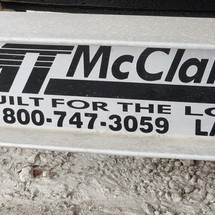 McCla
UILT FOR THE LO
800-747-3059 LA